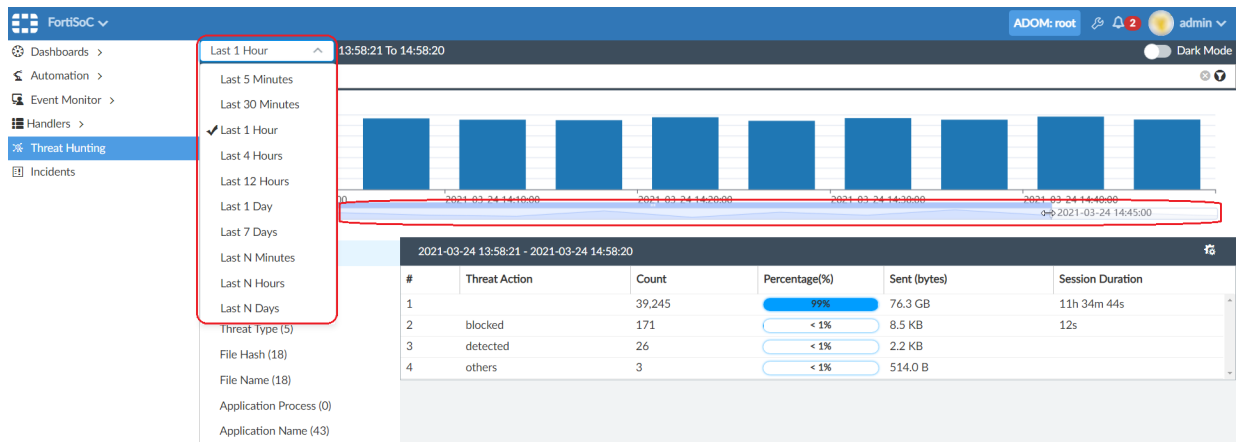 FortiSoC
ADOM: root
2
admin
Dashboards >
Automation >
Event Monitor >
Handlers >
Threat Hunting
Incidents
Last 1 Hour
13:58:21 To 14:58:20
Dark Mode
Last 5 Minutes
Last 30 Minutes
Last 1 Hour
Last 4 Hours
Last 12 Hours
Last 1 Day
Last 7 Days
Last N Minutes
Last N Hours
Last N Days
Threat Type (5)
File Hash (18)
File Name (18)
Application Process (0)
Application Name (43)
00
2021-03-24 14:10:00
2021-03-24 14:20:00
2021-03-24 14:30:00
2021-03-24 14:40:00
2021-03-24 14:45:00
2021-03-24 13:58:21 - 2021-03-24 14:58:20
# Threat Action Count Percentage(%) Sent (bytes) Session Duration
1 39,245 99% 76.3 GB 11h 34m 44s
2 blocked 171 < 1% 8.5 KB 12s
3 detected 26 < 1% 2.2 KB
4 others 3 < 1% 514.0 B